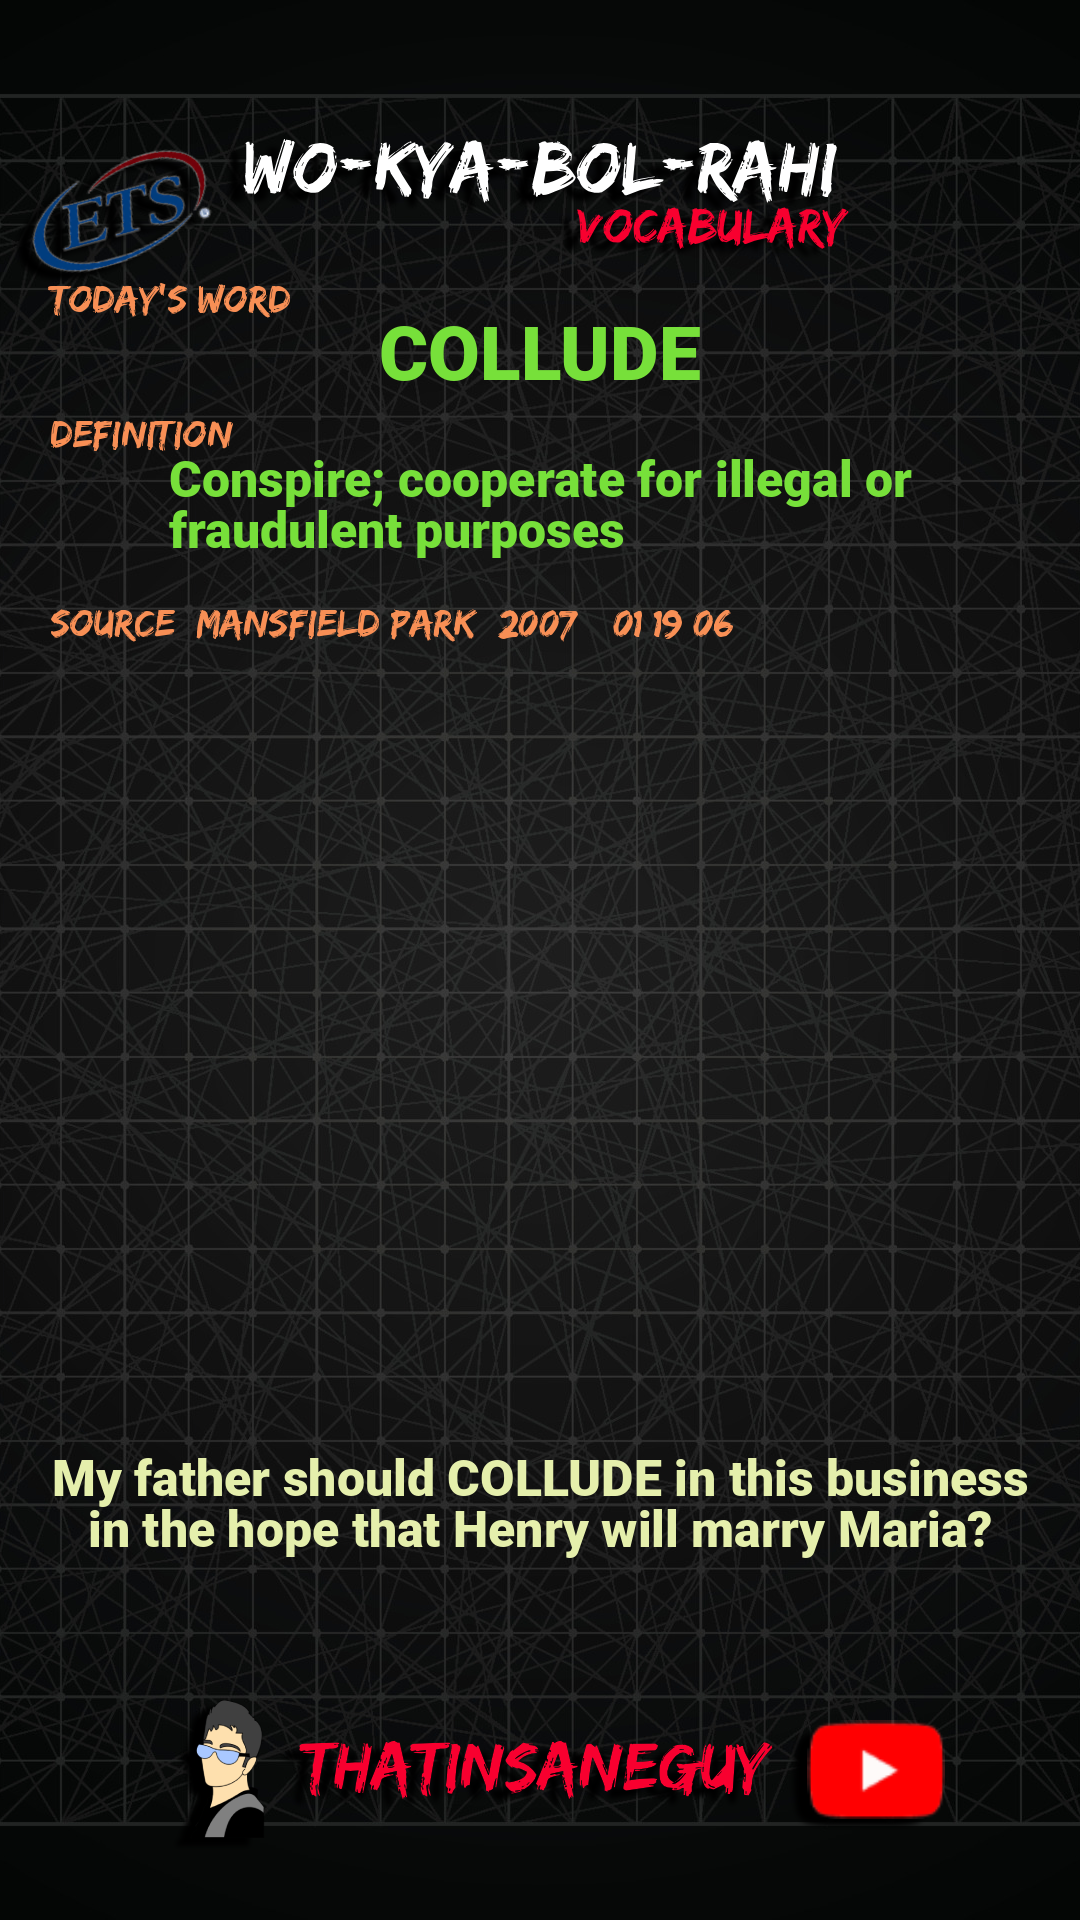 ETS
WO-KYA-BOL-RAHI
VOCABULARY
TODAY'S WORD
COLLUDE
DEFINITION
Conspire; cooperate for illegal or
fraudulent purposes
SOURCE MANSFIELD PARK 2007 01 19 06
My father should COLLUDE in this business
in the hope that Henry will marry Maria?
THATINSANEGUY